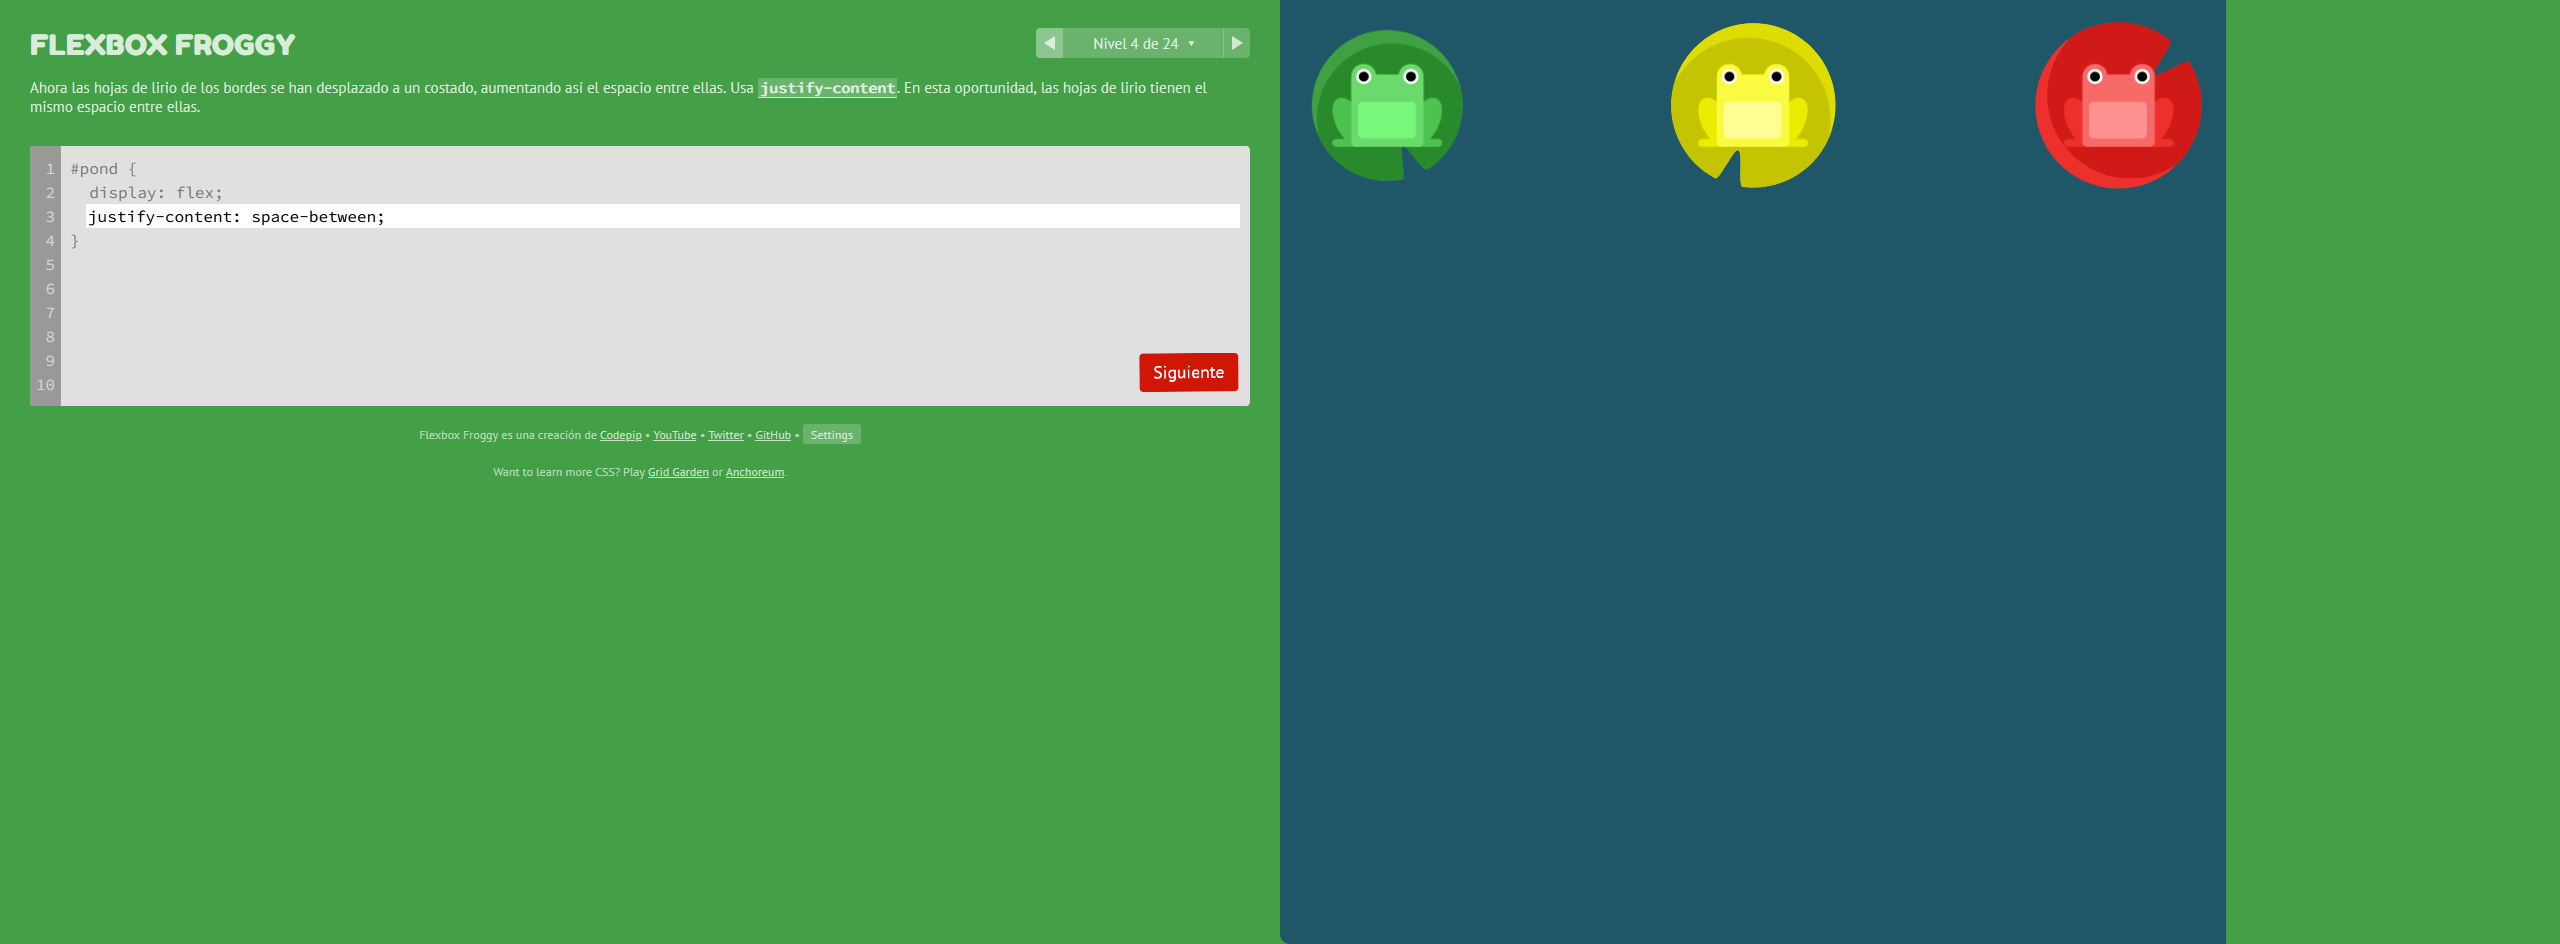 FLEXBOX FROGGY
◀ Nivel 4 de 24 ▼ ▶
Ahora las hojas de lirio de los bordes se han desplazado a un costado, aumentando así el espacio entre ellas. Usa justify-content. En esta oportunidad, las hojas de lirio tienen el
mismo espacio entre ellas.
1 #pond {
2 display: flex;
3 justify-content: space-between;
4 }
5
6
7
8
9
10
Siguiente
Flexbox Froggy es una creación de Codepip • YouTube • Twitter • GitHub • Settings
Want to learn more CSS? Play Grid Garden or Anchoreum.